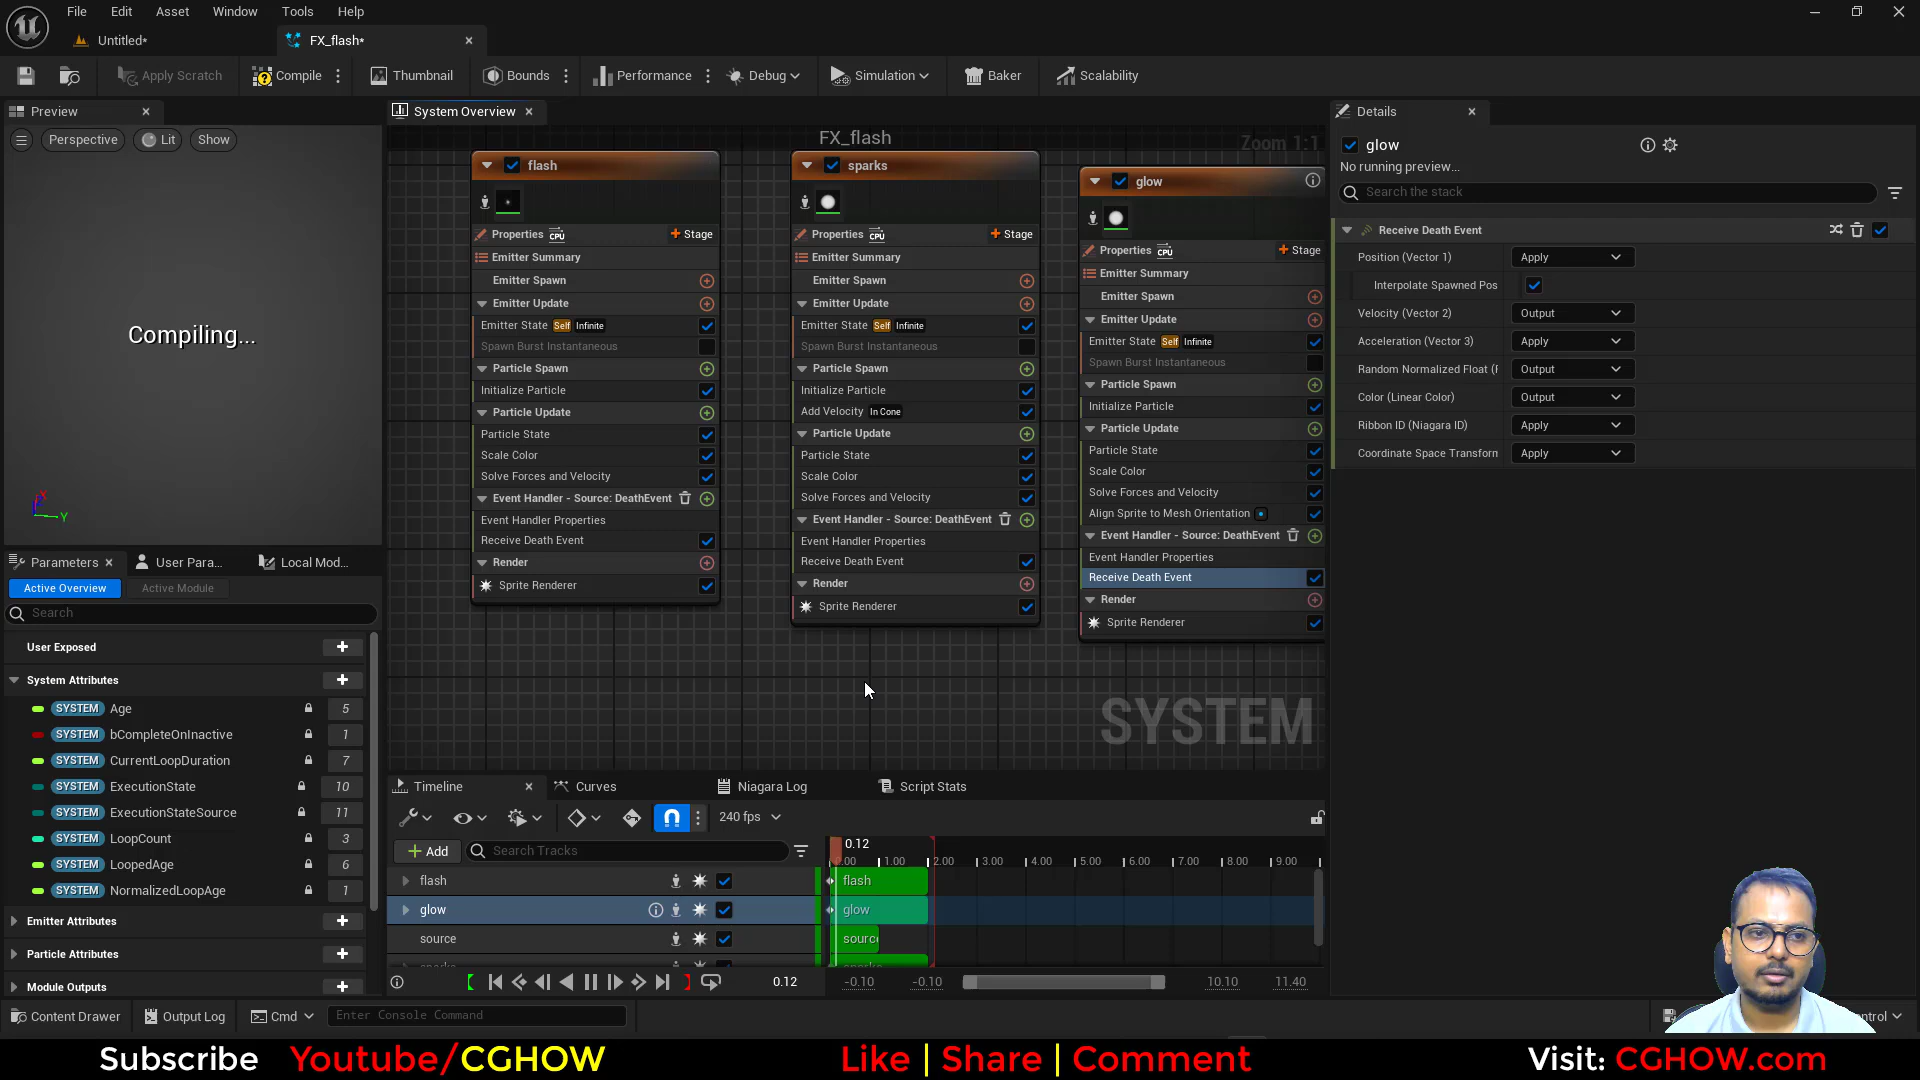 File Edit Asset Window Tools Help
Untitled* FX_flash*
Apply Scratch Compile Thumbnail Bounds Performance Debug Simulation Baker Scalability
Preview
System Overview
Details
Perspective Lit Show
FX_flash
Zoom 1:1
Compiling...
flash
Properties CPU Stage
Emitter Summary
Emitter Spawn
Emitter Update
Emitter State Self Infinite
Spawn Burst Instantaneous
Particle Spawn
Initialize Particle
Particle Update
Particle State
Scale Color
Solve Forces and Velocity
Event Handler - Source: DeathEvent
Event Handler Properties
Receive Death Event
Render
Sprite Renderer
sparks
Properties CPU Stage
Emitter Summary
Emitter Spawn
Emitter Update
Emitter State Self Infinite
Spawn Burst Instantaneous
Particle Spawn
Initialize Particle
Add Velocity In Cone
Particle Update
Particle State
Scale Color
Solve Forces and Velocity
Event Handler - Source: DeathEvent
Event Handler Properties
Receive Death Event
Render
Sprite Renderer
glow
Properties CPU Stage
Emitter Summary
Emitter Spawn
Emitter Update
Emitter State Self Infinite
Spawn Burst Instantaneous
Particle Spawn
Initialize Particle
Particle Update
Particle State
Scale Color
Solve Forces and Velocity
Align Sprite to Mesh Orientation
Event Handler - Source: DeathEvent
Event Handler Properties
Receive Death Event
Render
Sprite Renderer
SYSTEM
glow
No running preview...
Search the stack
Receive Death Event
Position (Vector 1) Apply
Interpolate Spawned Pos
Velocity (Vector 2) Output
Acceleration (Vector 3) Apply
Random Normalized Float (F Output
Color (Linear Color) Output
Ribbon ID (Niagara ID) Apply
Coordinate Space Transform Apply
X
Y
Parameters User Para... Local Mod...
Active Overview Active Module
Search
User Exposed
System Attributes
SYSTEM Age 5
SYSTEM bCompleteOnInactive 1
SYSTEM CurrentLoopDuration 7
SYSTEM ExecutionState 10
SYSTEM ExecutionStateSource 11
SYSTEM LoopCount 3
SYSTEM LoopedAge 6
SYSTEM NormalizedLoopAge 1
Emitter Attributes
Particle Attributes
Module Outputs
Timeline Curves Niagara Log Script Stats
240 fps
Add Search Tracks
0.12
0.00 1.00 2.00 3.00 4.00 5.00 6.00 7.00 8.00 9.00
flash flash
glow glow
source source
0.12 -0.10 -0.10 10.10 11.40
Content Drawer Output Log Cmd Enter Console Command
Subscribe Youtube/CGHOW Like | Share | Comment Visit: CGHOW.com